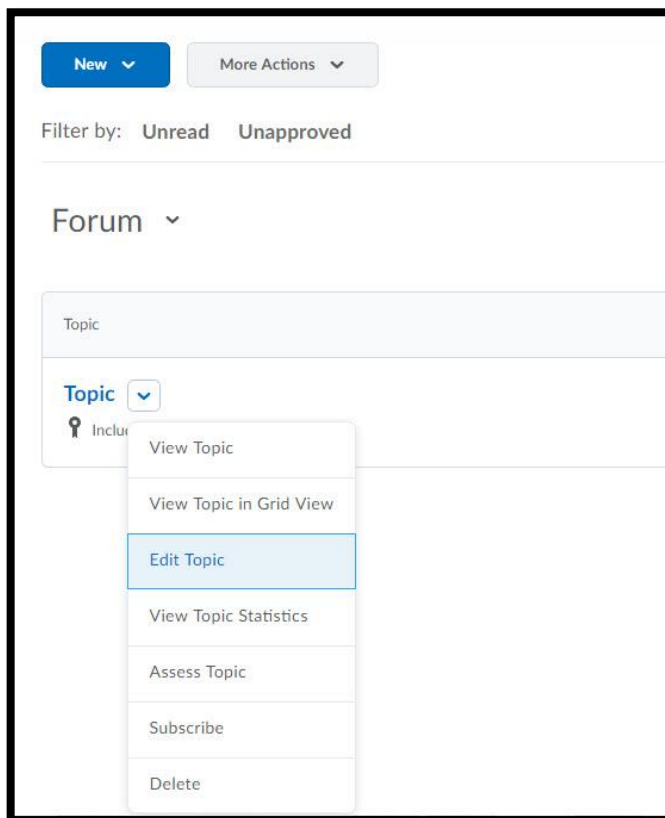 New More Actions
Filter by: Unread Unapproved
Forum
Topic
Topic
Inclu
View Topic
View Topic in Grid View
Edit Topic
View Topic Statistics
Assess Topic
Subscribe
Delete